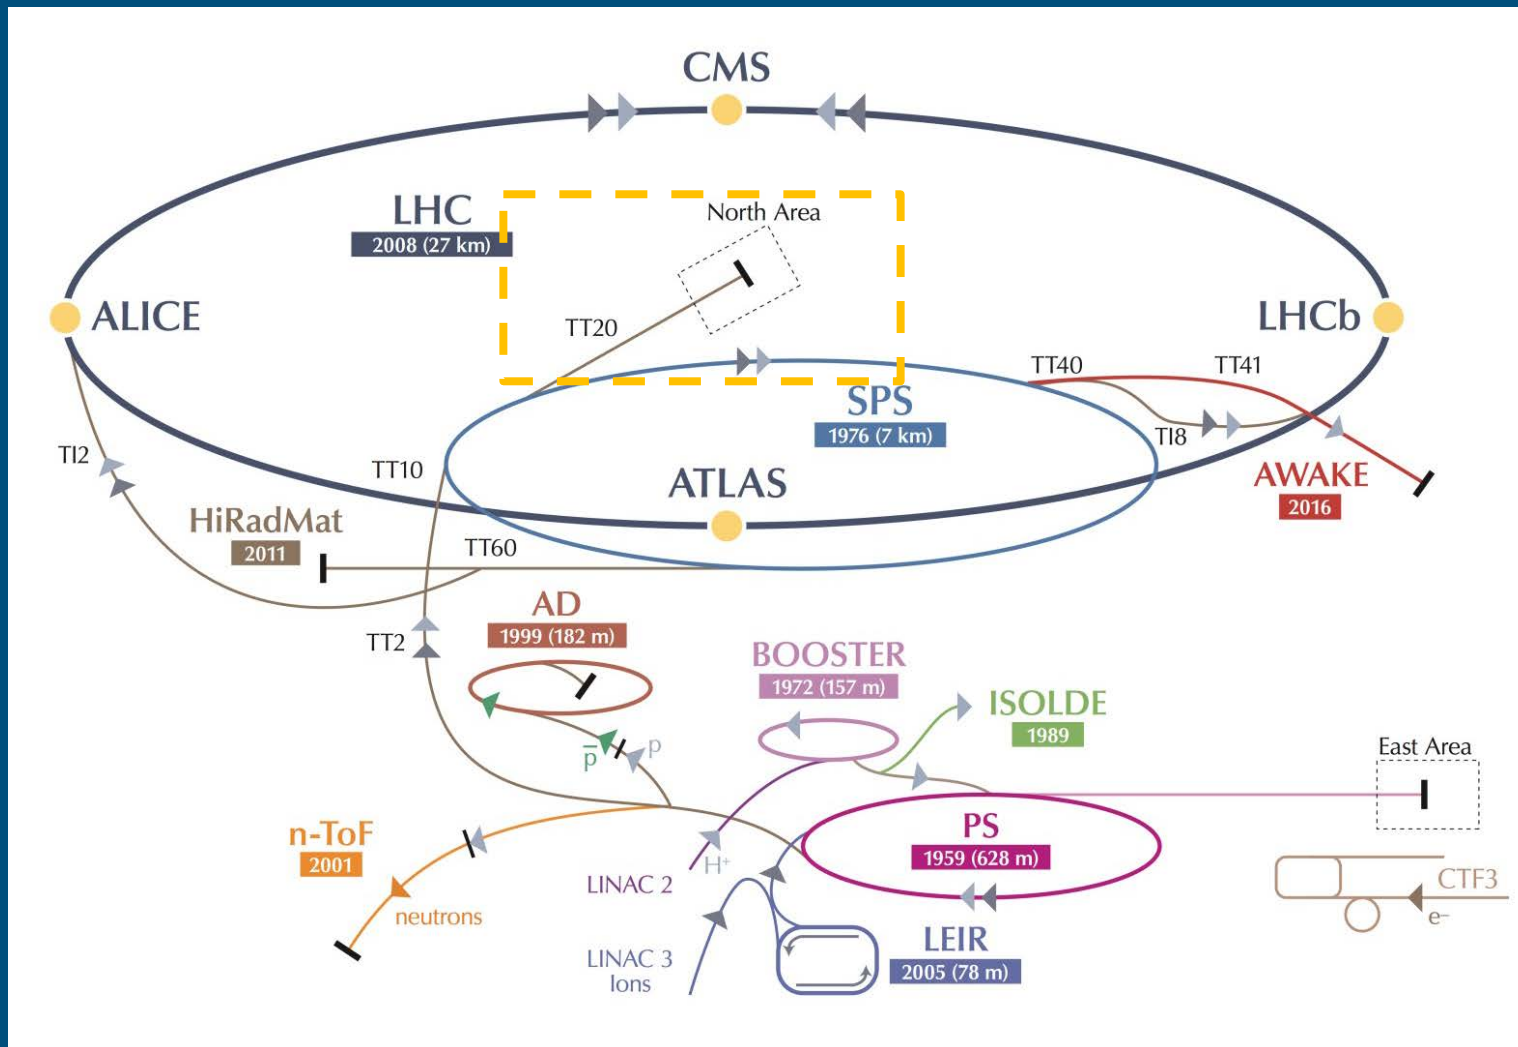 CMS
LHC
2008 (27 km)
North Area
ALICE
TT20
LHCb
TT40
TT41
SPS
1976 (7 km)
TI8
TI2
TT10
ATLAS
AWAKE
2016
HiRadMat
2011
TT60
AD
1999 (182 m)
TT2
BOOSTER
1972 (157 m)
ISOLDE
1989
p̅
p
East Area
n-ToF
2001
PS
1959 (628 m)
LINAC 2
H⁺
neutrons
CTF3
e⁻
LEIR
2005 (78 m)
LINAC 3
Ions